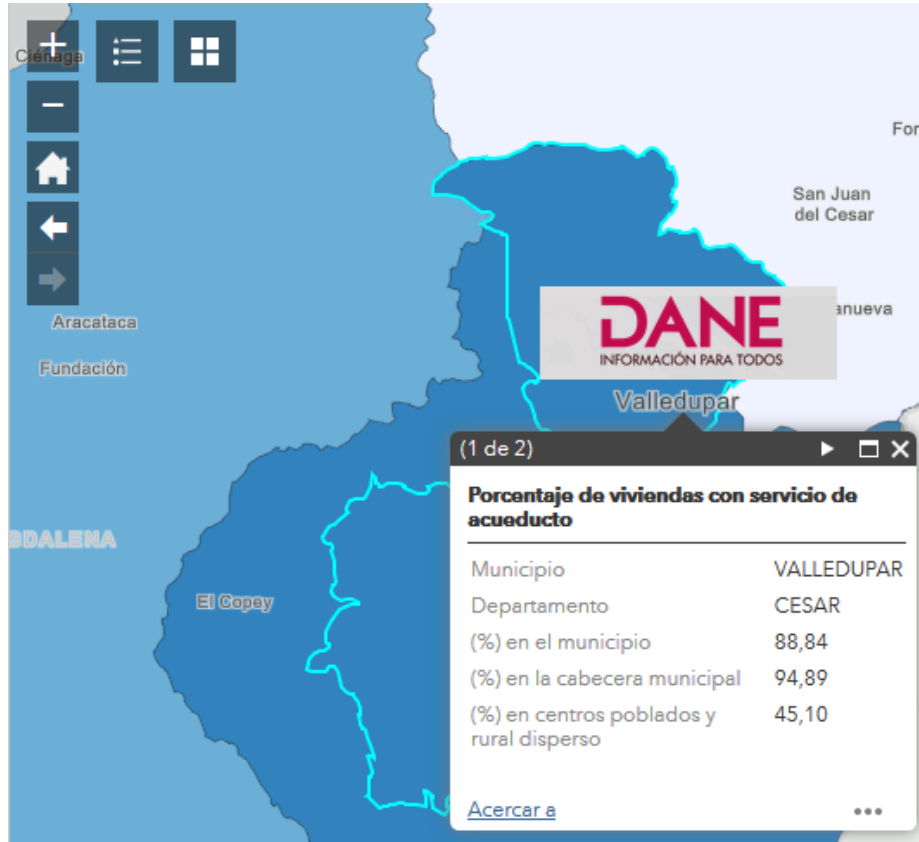 Ciénaga
For
San Juan
del Cesar
anueva
Aracataca
Fundación
DANE
INFORMACIÓN PARA TODOS
Valledupar
(1 de 2)
Porcentaje de viviendas con servicio de
acueducto
GDALENA
El Copey
Municipio VALLEDUPAR
Departamento CESAR
(%) en el municipio 88,84
(%) en la cabecera municipal 94,89
(%) en centros poblados y 45,10
rural disperso
Acercar a